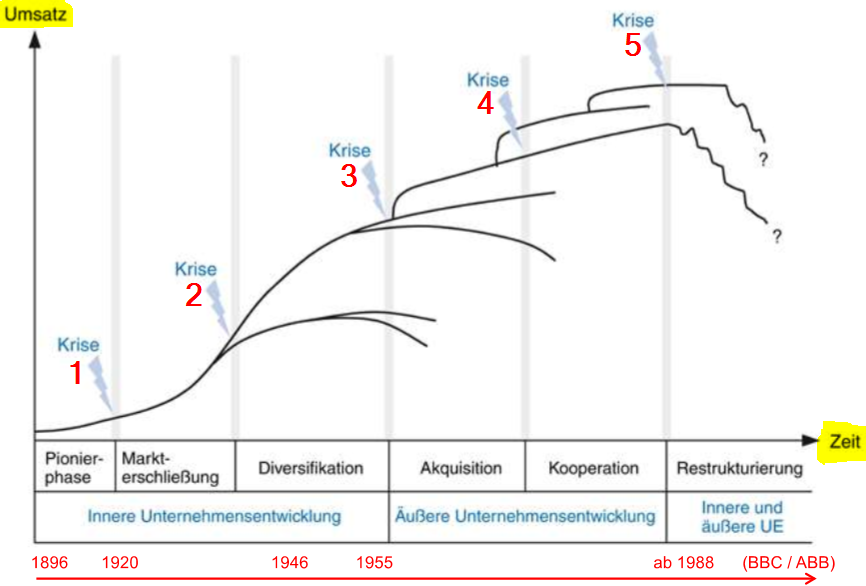 Umsatz
Krise
5
Krise
4
Krise
3
?
?
Krise
2
Krise
1
Zeit
Pionier-
phase
Markt-
erschließung
Diversifikation
Akquisition
Kooperation
Restrukturierung
Innere Unternehmensentwicklung
Äußere Unternehmensentwicklung
Innere und
äußere UE
1896 1920 1946 1955 ab 1988 (BBC / ABB)